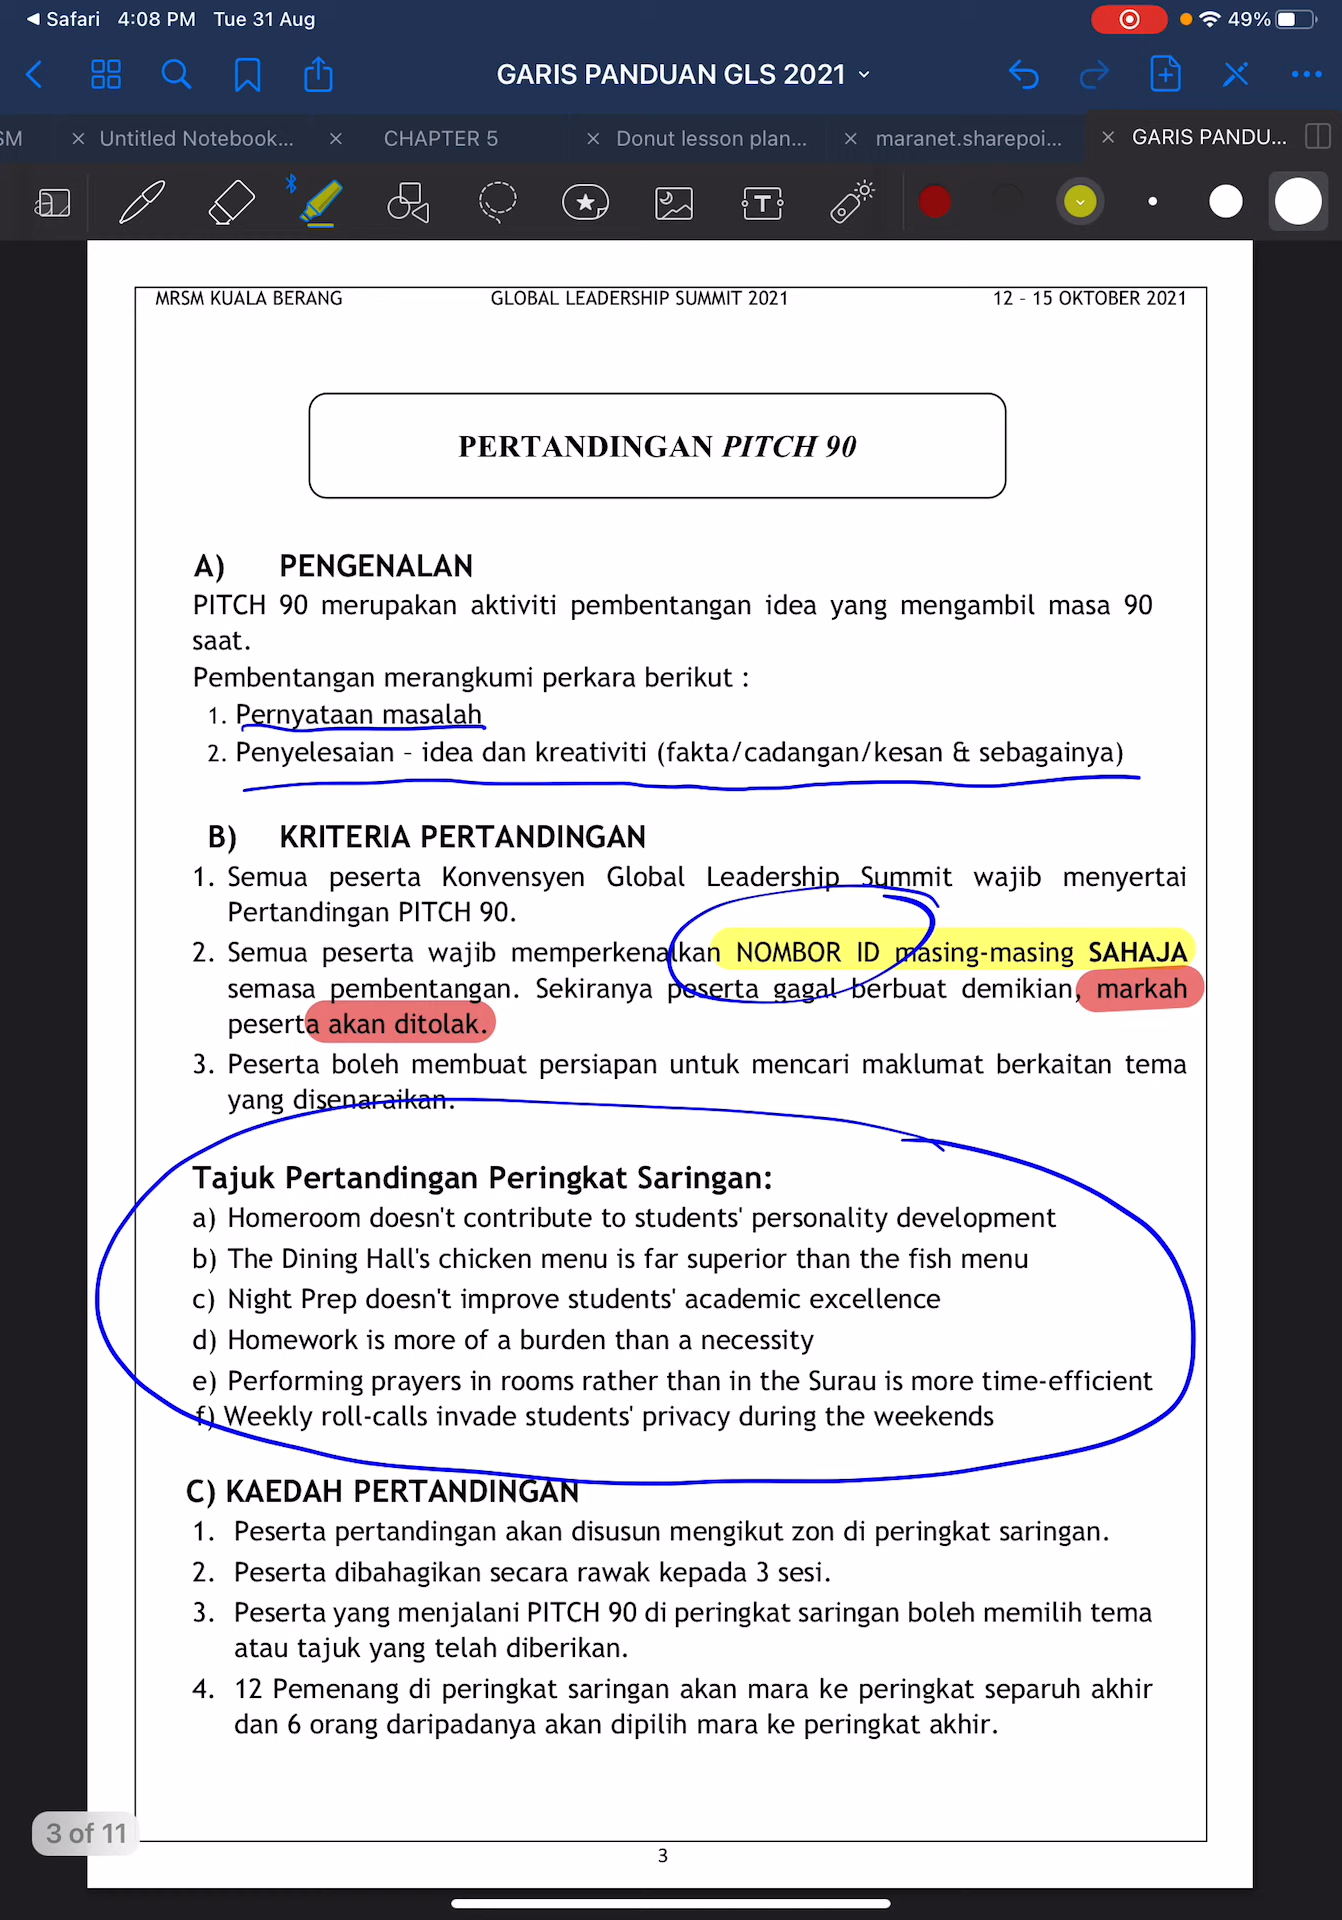 Safari 4:08 PM Tue 31 Aug 49%
GARIS PANDUAN GLS 2021
SM Untitled Notebook... CHAPTER 5 Donut lesson plan... maranet.sharepoi... GARIS PANDU...
MRSM KUALA BERANG GLOBAL LEADERSHIP SUMMIT 2021 12 - 15 OKTOBER 2021
PERTANDINGAN PITCH 90
A) PENGENALAN
PITCH 90 merupakan aktiviti pembentangan idea yang mengambil masa 90
saat.
Pembentangan merangkumi perkara berikut :
1. Pernyataan masalah
2. Penyelesaian - idea dan kreativiti (fakta/cadangan/kesan & sebagainya)
B) KRITERIA PERTANDINGAN
1. Semua peserta Konvensyen Global Leadership Summit wajib menyertai
Pertandingan PITCH 90.
2. Semua peserta wajib memperkenalkan NOMBOR ID masing-masing SAHAJA
semasa pembentangan. Sekiranya peserta gagal berbuat demikian, markah
peserta akan ditolak.
3. Peserta boleh membuat persiapan untuk mencari maklumat berkaitan tema
yang disenaraikan.
Tajuk Pertandingan Peringkat Saringan:
a) Homeroom doesn't contribute to students' personality development
b) The Dining Hall's chicken menu is far superior than the fish menu
c) Night Prep doesn't improve students' academic excellence
d) Homework is more of a burden than a necessity
e) Performing prayers in rooms rather than in the Surau is more time-efficient
f) Weekly roll-calls invade students' privacy during the weekends
C) KAEDAH PERTANDINGAN
1. Peserta pertandingan akan disusun mengikut zon di peringkat saringan.
2. Peserta dibahagikan secara rawak kepada 3 sesi.
3. Peserta yang menjalani PITCH 90 di peringkat saringan boleh memilih tema
atau tajuk yang telah diberikan.
4. 12 Pemenang di peringkat saringan akan mara ke peringkat separuh akhir
dan 6 orang daripadanya akan dipilih mara ke peringkat akhir.
3 of 11
3